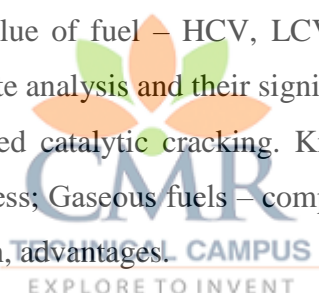 lue of fuel – HCV, LCV
te analysis and their signi
ed catalytic cracking. K
ess; Gaseous fuels – comp
CMR
TECHNICAL CAMPUS
, advantages.
EXPLORE TO INVENT